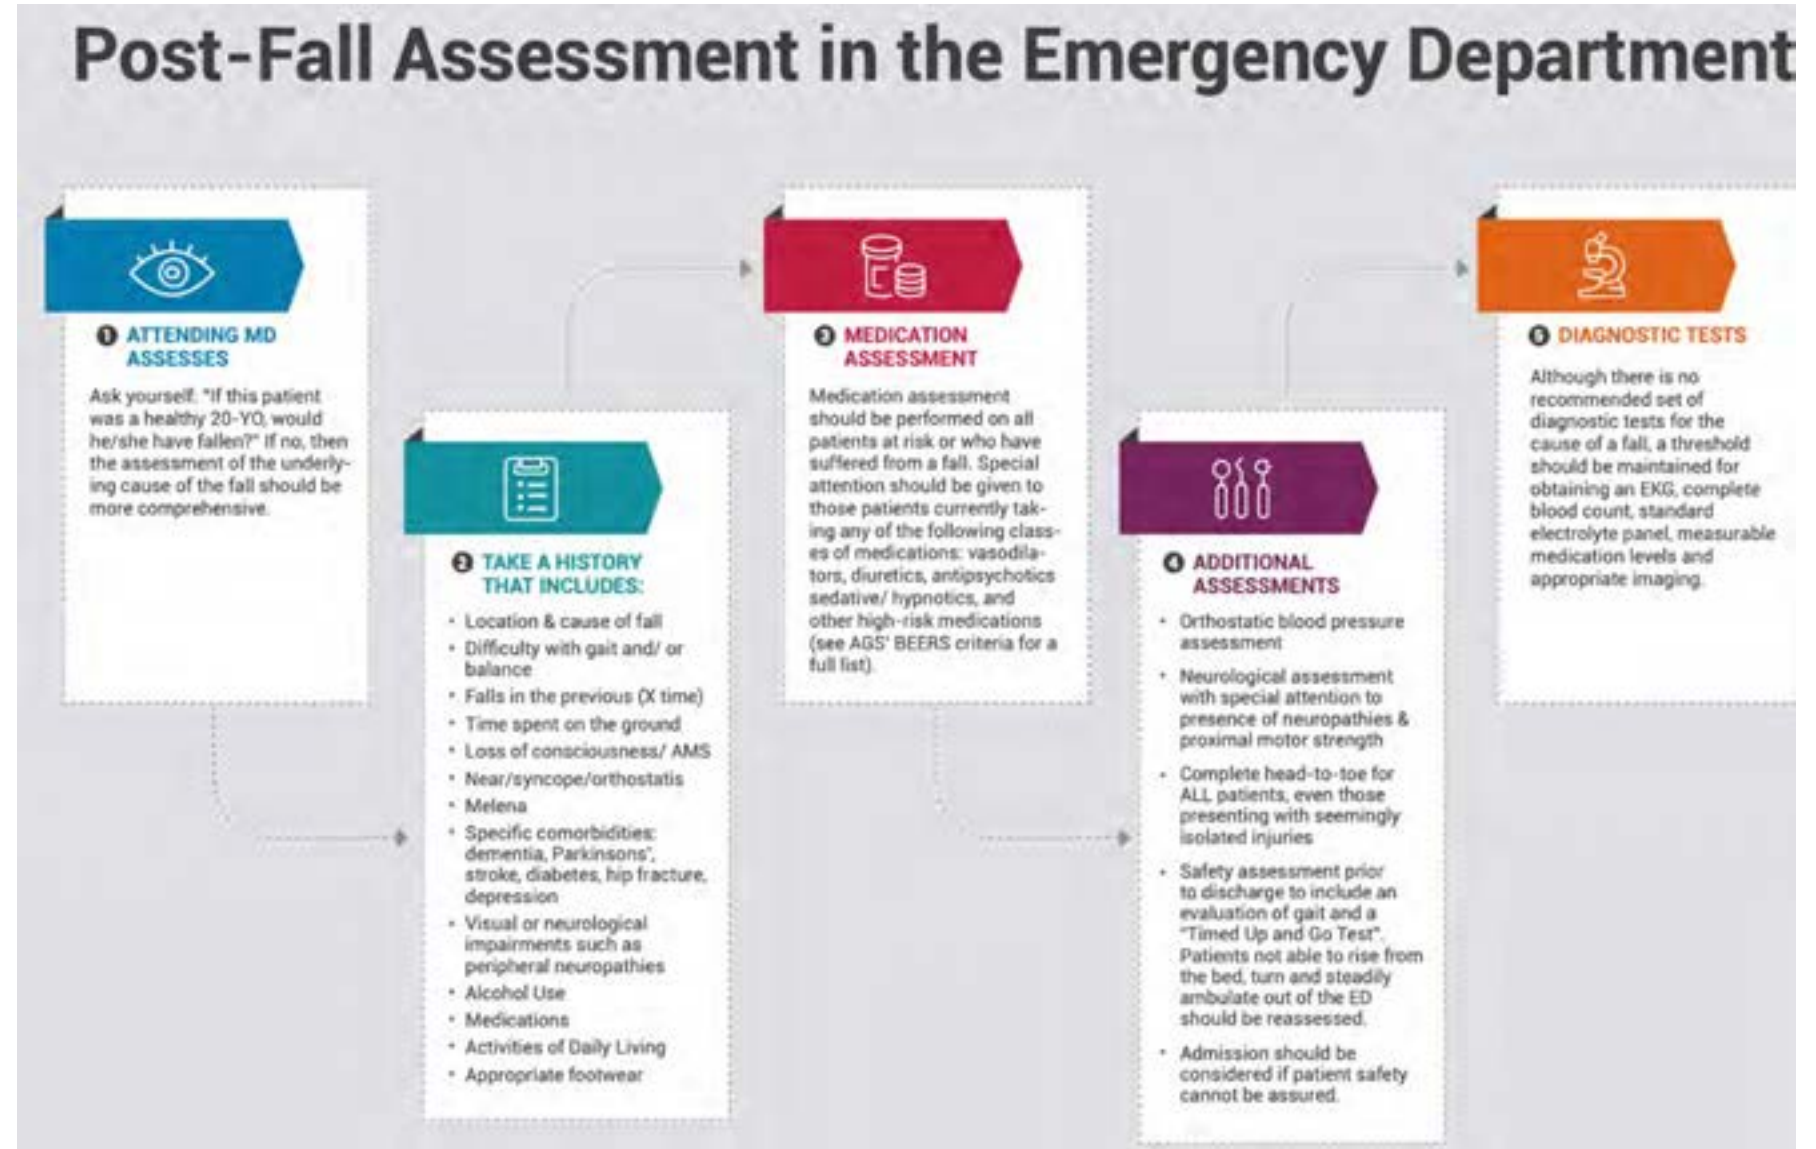 Post-Fall Assessment in the Emergency Department
1 ATTENDING MD
ASSESSES
Ask yourself: "If this patient
was a healthy 20-YO, would
he/she have fallen?" If no, then
the assessment of the underly-
ing cause of the fall should be
more comprehensive.
2 TAKE A HISTORY
THAT INCLUDES:
• Location & cause of fall
• Difficulty with gait and/ or
balance
• Falls in the previous (X time)
• Time spent on the ground
• Loss of consciousness/ AMS
• Near/syncope/orthostatis
• Melena
• Specific comorbidities:
dementia, Parkinsons',
stroke, diabetes, hip fracture,
depression
• Visual or neurological
impairments such as
peripheral neuropathies
• Alcohol Use
• Medications
• Activities of Daily Living
• Appropriate footwear
3 MEDICATION
ASSESSMENT
Medication assessment
should be performed on all
patients at risk or who have
suffered from a fall. Special
attention should be given to
those patients currently tak-
ing any of the following class-
es of medications: vasodila-
tors, diuretics, antipsychotics
sedative/ hypnotics, and
other high-risk medications
(see AGS' BEERS criteria for a
full list).
4 ADDITIONAL
ASSESSMENTS
• Orthostatic blood pressure
assessment
• Neurological assessment
with special attention to
presence of neuropathies &
proximal motor strength
• Complete head-to-toe for
ALL patients, even those
presenting with seemingly
isolated injuries
• Safety assessment prior
to discharge to include an
evaluation of gait and a
"Timed Up and Go Test".
Patients not able to rise from
the bed, turn and steadily
ambulate out of the ED
should be reassessed.
• Admission should be
considered if patient safety
cannot be assured.
5 DIAGNOSTIC TESTS
Although there is no
recommended set of
diagnostic tests for the
cause of a fall, a threshold
should be maintained for
obtaining an EKG, complete
blood count, standard
electrolyte panel, measurable
medication levels and
appropriate imaging.